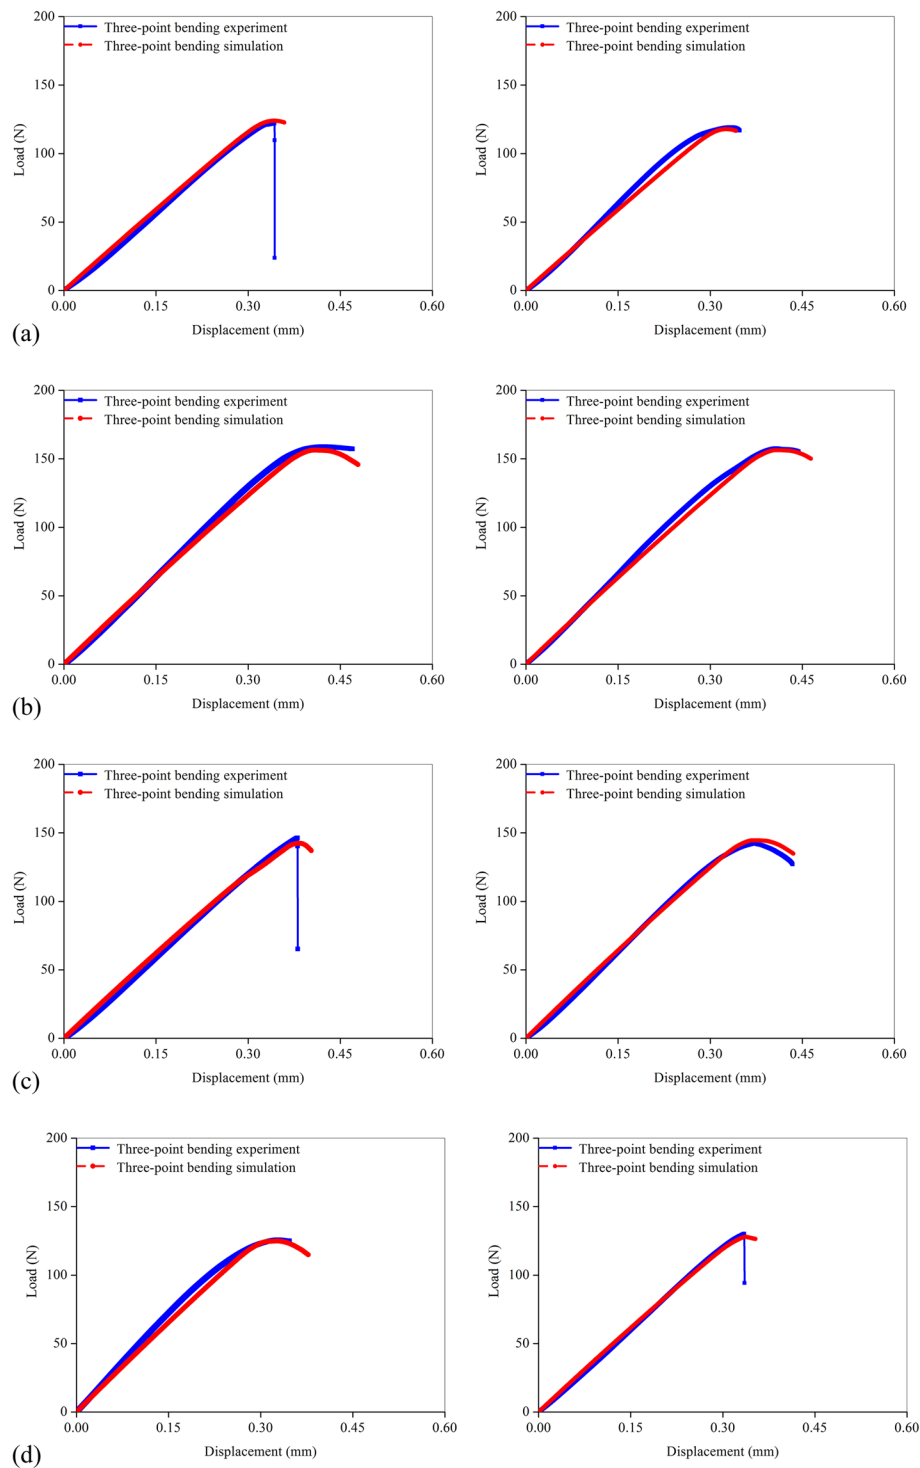 200
150
100
50
0
Load (N)
Three-point bending experiment
Three-point bending simulation
0.00 0.15 0.30 0.45 0.60
Displacement (mm)
200
150
100
50
0
Load (N)
Three-point bending experiment
Three-point bending simulation
0.00 0.15 0.30 0.45 0.60
Displacement (mm)
(a)
200
150
100
50
0
Load (N)
Three-point bending experiment
Three-point bending simulation
0.00 0.15 0.30 0.45 0.60
Displacement (mm)
200
150
100
50
0
Load (N)
Three-point bending experiment
Three-point bending simulation
0.00 0.15 0.30 0.45 0.60
Displacement (mm)
(b)
200
150
100
50
0
Load (N)
Three-point bending experiment
Three-point bending simulation
0.00 0.15 0.30 0.45 0.60
Displacement (mm)
200
150
100
50
0
Load (N)
Three-point bending experiment
Three-point bending simulation
0.00 0.15 0.30 0.45 0.60
Displacement (mm)
(c)
200
150
100
50
0
Load (N)
Three-point bending experiment
Three-point bending simulation
0.00 0.15 0.30 0.45 0.60
Displacement (mm)
200
150
100
50
0
Load (N)
Three-point bending experiment
Three-point bending simulation
0.00 0.15 0.30 0.45 0.60
Displacement (mm)
(d)